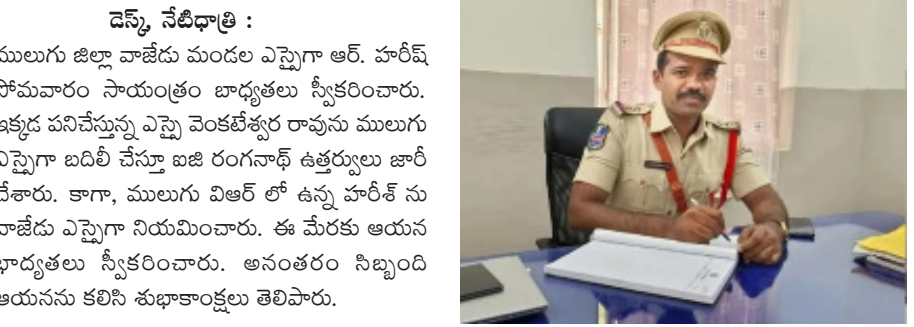 డెస్క్, నేటిధాత్రి :
ములుగు జిల్లా వాజేడు మండల ఎస్సైగా ఆర్. హరీష్
సోమవారం సాయంత్రం బాధ్యతలు స్వీకరించారు.
ఇక్కడ పనిచేస్తున్న ఎస్సై వెంకటేశ్వర రావును ములుగు
ఎస్సైగా బదిలీ చేస్తూ ఐజి రంగనాథ్ ఉత్తర్వులు జారీ
చేశారు. కాగా, ములుగు విఆర్ లో ఉన్న హరీశ్ ను
వాజేడు ఎస్సైగా నియమించారు. ఈ మేరకు ఆయన
భాద్యతలు స్వీకరించారు. అనంతరం సిబ్బంది
ఆయనను కలిసి శుభాకాంక్షలు తెలిపారు.